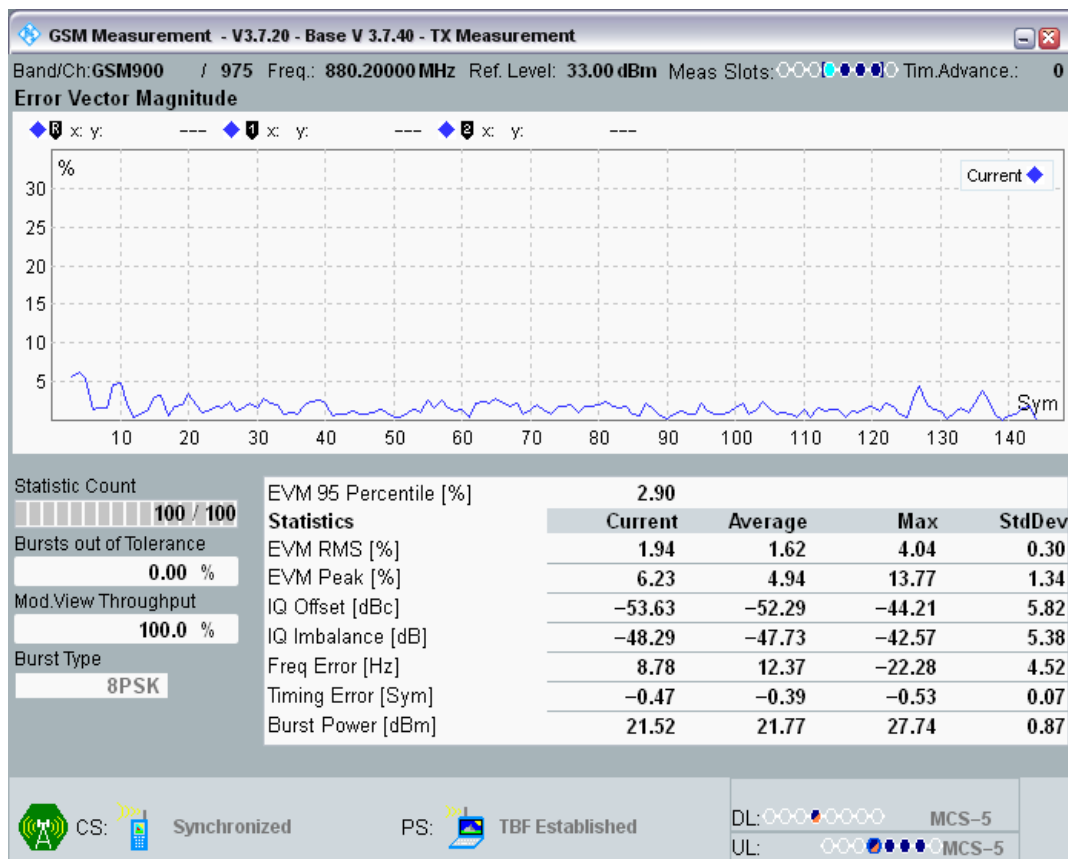 GSM Measurement - V3.7.20 - Base V 3.7.40 - TX Measurement
Band/Ch:GSM900 / 975 Freq.: 880.20000 MHz Ref. Level: 33.00 dBm Meas Slots: Tim.Advance.: 0
Error Vector Magnitude
R x: y: --- 1 x: y: --- 2 x: y: ---
%
Current
30
25
20
15
10
5
Sym
10 20 30 40 50 60 70 80 90 100 110 120 130 140
Statistic Count
100 / 100
Bursts out of Tolerance
0.00 %
Mod.View Throughput
100.0 %
Burst Type
8PSK
EVM 95 Percentile [%] 2.90
Statistics Current Average Max StdDev
EVM RMS [%] 1.94 1.62 4.04 0.30
EVM Peak [%] 6.23 4.94 13.77 1.34
IQ Offset [dBc] −53.63 −52.29 −44.21 5.82
IQ Imbalance [dB] −48.29 −47.73 −42.57 5.38
Freq Error [Hz] 8.78 12.37 −22.28 4.52
Timing Error [Sym] −0.47 −0.39 −0.53 0.07
Burst Power [dBm] 21.52 21.77 27.74 0.87
CS: Synchronized PS: TBF Established
DL: MCS−5
UL: MCS−5